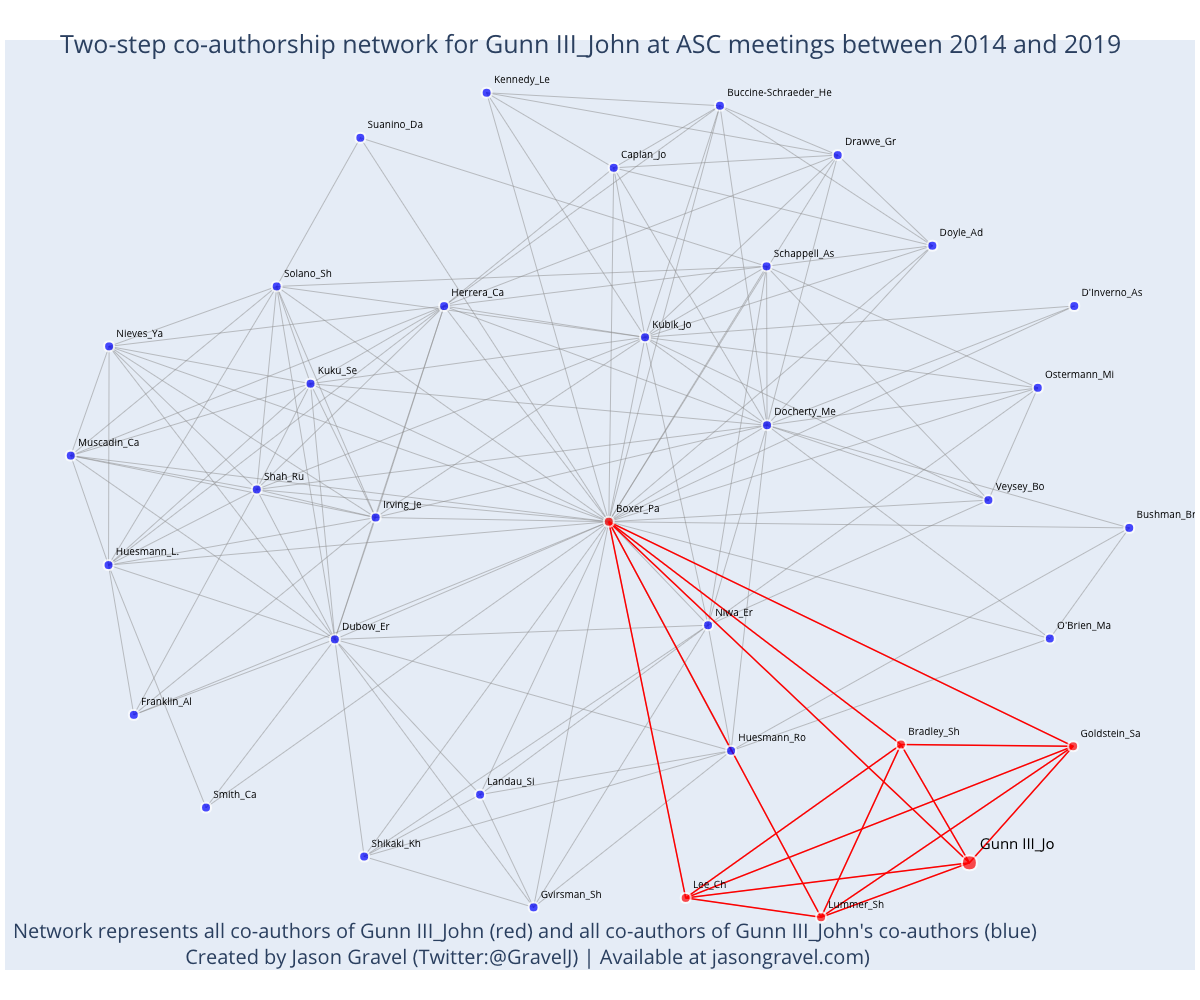 Two-step co-authorship network for Gunn III_John at ASC meetings between 2014 and 2019
Kennedy_Le
Buccine-Schraeder_He
Suanino_Da
Drawve_Gr
Caplan_Jo
Doyle_Ad
Schappell_As
Solano_Sh
Herrera_Ca
D'Inverno_As
Kubik_Jo
Nieves_Ya
Kuku_Se
Ostermann_Mi
Docherty_Me
Muscadin_Ca
Shah_Ru
Veysey_Bo
Irving_Je
Boxer_Pa
Bushman_Br
Huesmann_L.
Niwa_Er
Dubow_Er
O'Brien_Ma
Franklin_Al
Huesmann_Ro
Bradley_Sh
Goldstein_Sa
Landau_Si
Smith_Ca
Shikaki_Kh
Gunn III_Jo
Lee_Ch
Gvirsman_Sh
Lummer_Sh
Network represents all co-authors of Gunn III_John (red) and all co-authors of Gunn III_John's co-authors (blue)
Created by Jason Gravel (Twitter:@GravelJ) | Available at jasongravel.com)